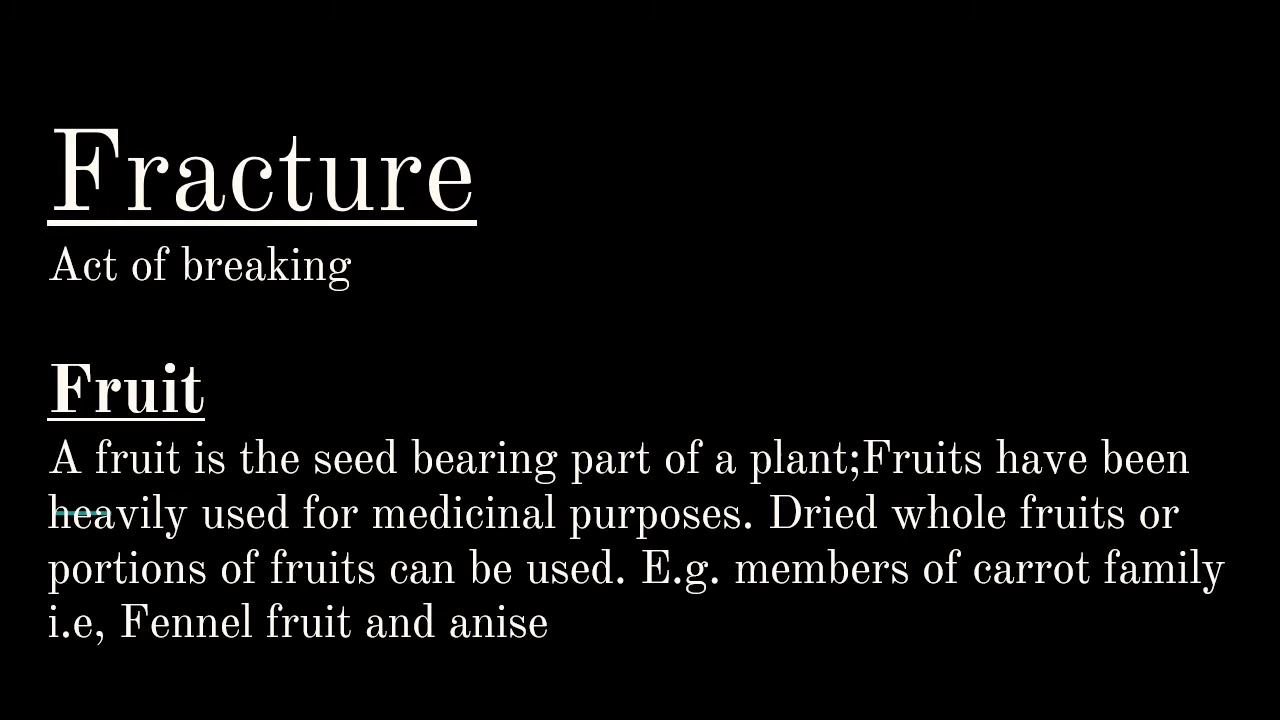 Fracture
Act of breaking
Fruit
A fruit is the seed bearing part of a plant;Fruits have been
heavily used for medicinal purposes. Dried whole fruits or
portions of fruits can be used. E.g. members of carrot family
i.e, Fennel fruit and anise